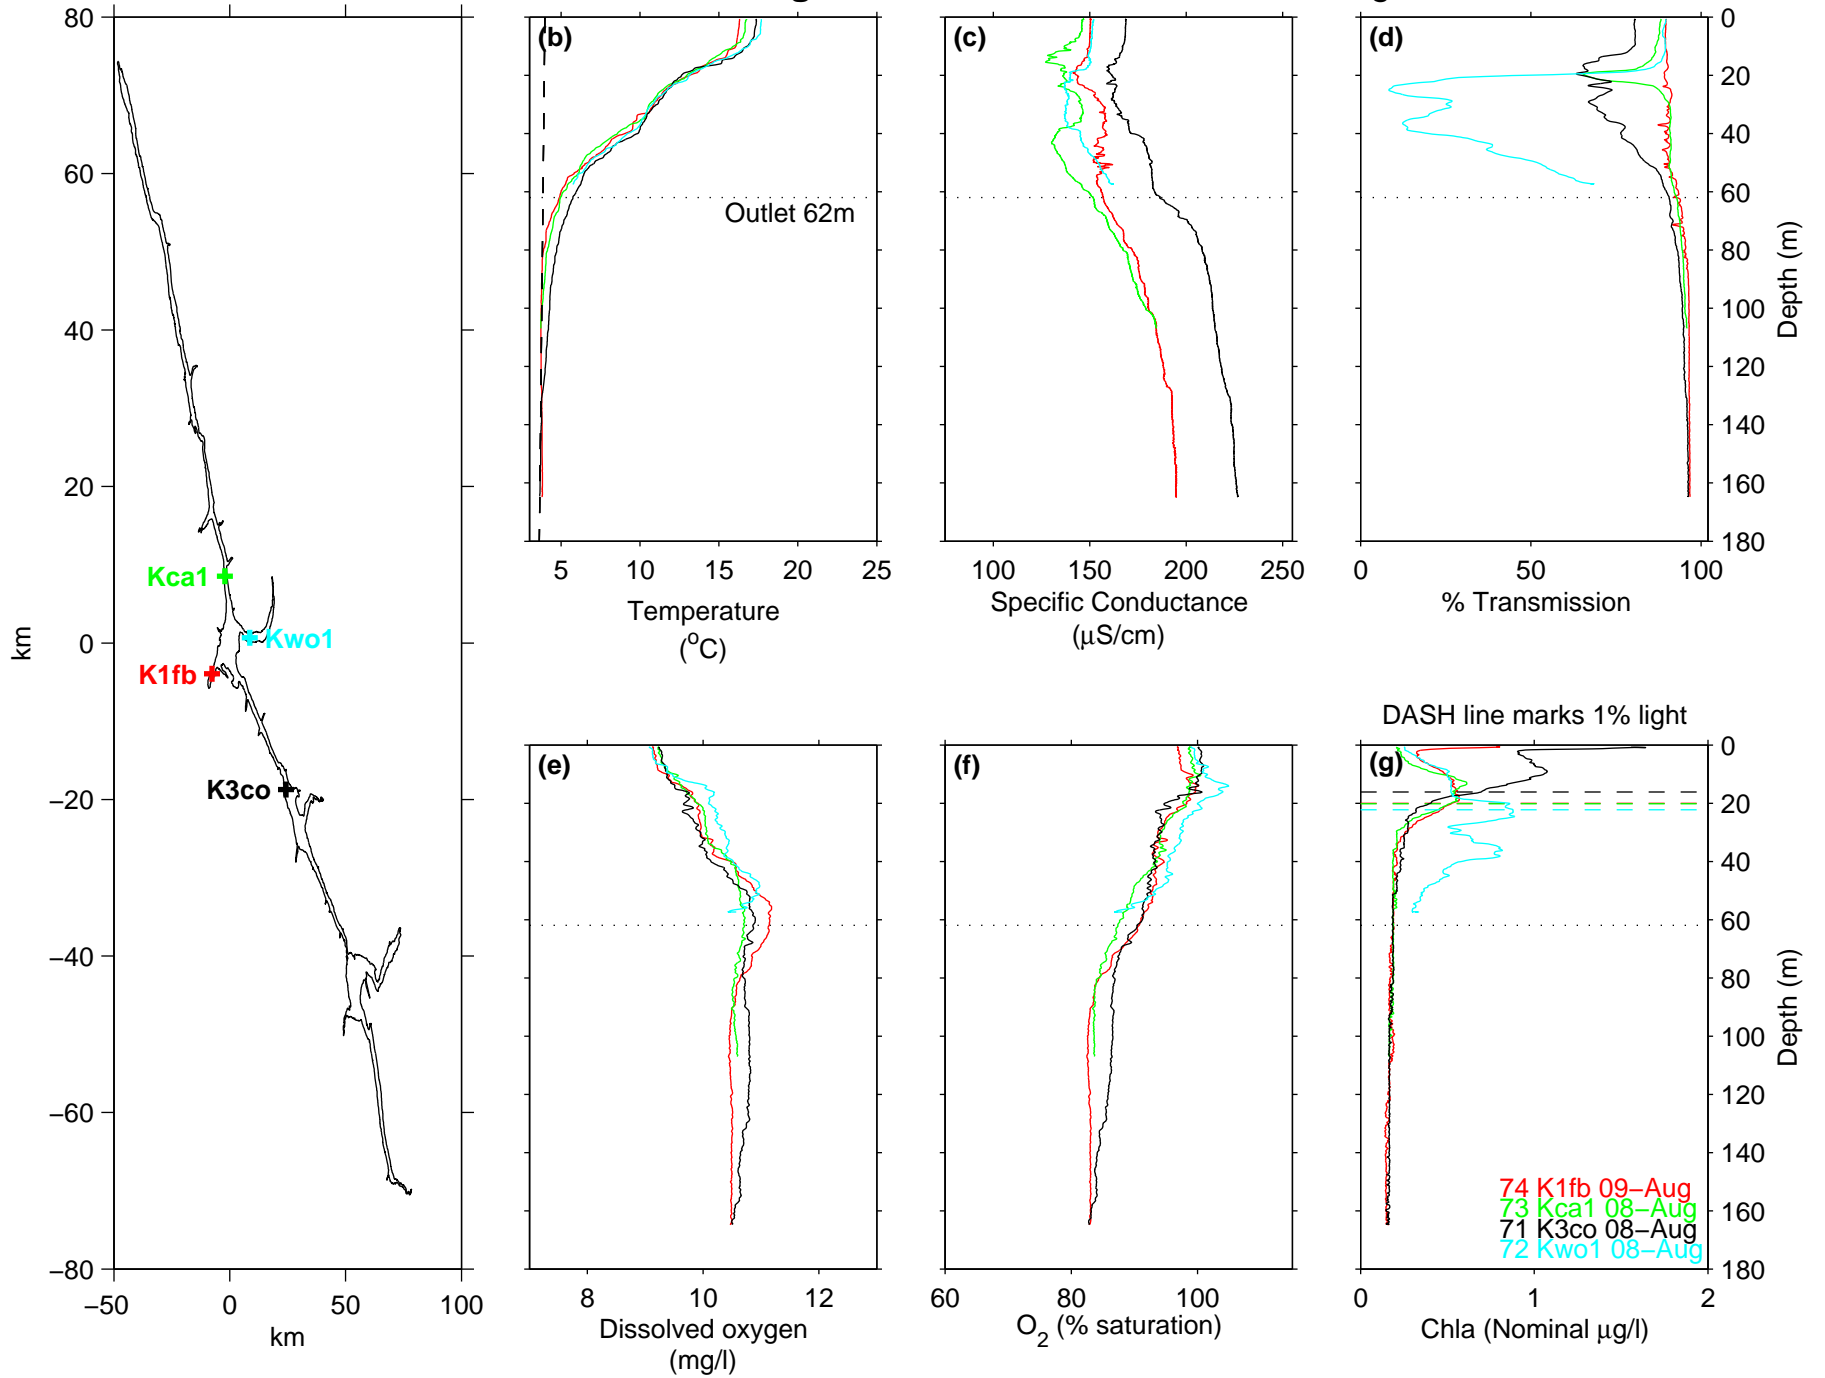 80
60
40
20
0
−20
−40
−60
−80
km
−50 0 50 100
km
Kca1
Kwo1
K1fb
K3co
(b)
Outlet 62m
5 10 15 20 25
Temperature
(oC)
(c)
100 150 200 250
Specific Conductance
(μS/cm)
(d)
0 50 100
% Transmission
0
20
40
60
80
100
120
140
160
180
Depth (m)
(e)
8 10 12
Dissolved oxygen
(mg/l)
(f)
60 80 100
O2 (% saturation)
DASH line marks 1% light
(g)
74 K1fb 09−Aug
73 Kca1 08−Aug
71 K3co 08−Aug
72 Kwo1 08−Aug
0 1 2
Chla (Nominal μg/l)
0
20
40
60
80
100
120
140
160
180
Depth (m)